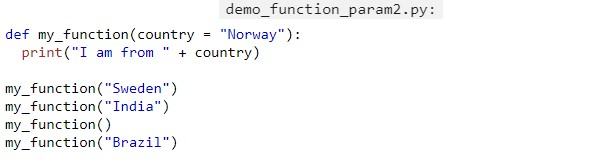 demo_function_param2.py:
def my_function(country = "Norway"):
  print("I am from " + country)
my_function("Sweden")
my_function("India")
my_function()
my_function("Brazil")